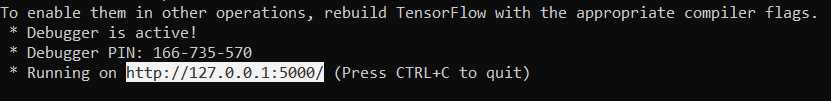 To enable them in other operations, rebuild TensorFlow with the appropriate compiler flags.
* Debugger is active!
* Debugger PIN: 166-735-570
* Running on http://127.0.0.1:5000/ (Press CTRL+C to quit)